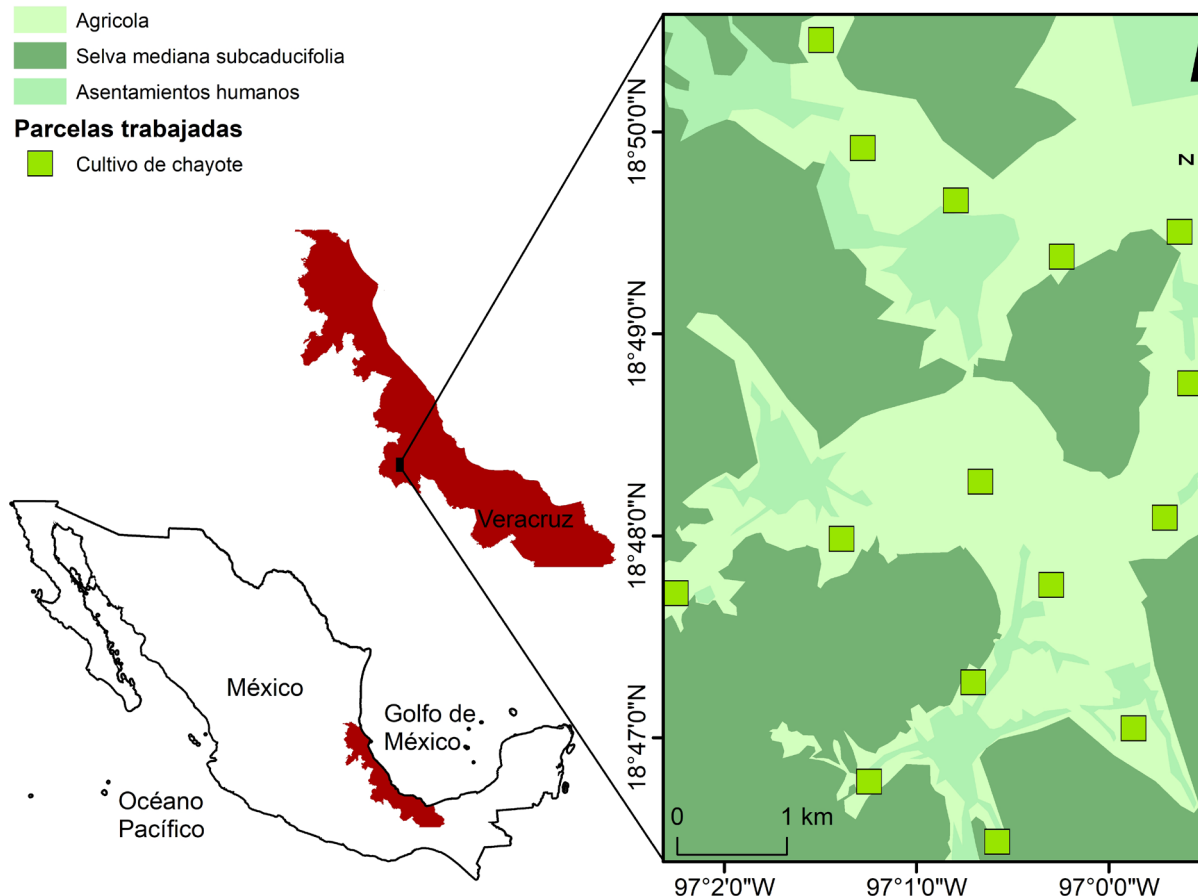 Agricola
Selva mediana subcaducifolia
Asentamientos humanos
Parcelas trabajadas
Cultivo de chayote
Veracruz
México
Golfo de
México
Océano
Pacífico
18°50'0"N
18°49'0"N
18°48'0"N
18°47'0"N
N
0 1 km
97°2'0"W 97°1'0"W 97°0'0"W